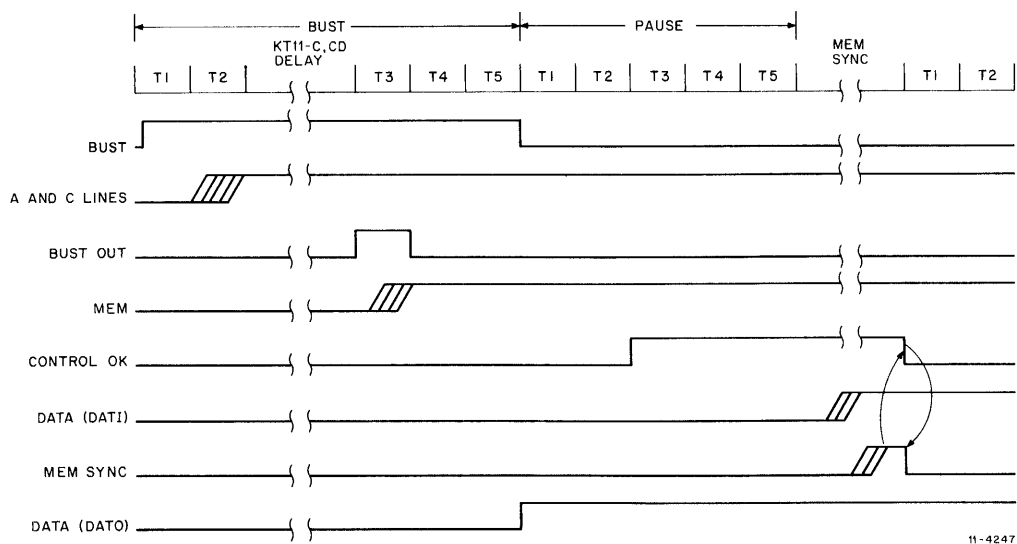 BUST PAUSE
KT11-C,CD
DELAY
MEM
SYNC
T1 T2 T3 T4 T5 T1 T2 T3 T4 T5 T1 T2
BUST
A AND C LINES
BUST OUT
MEM
CONTROL OK
DATA (DATI)
MEM SYNC
DATA (DATO)
11-4247